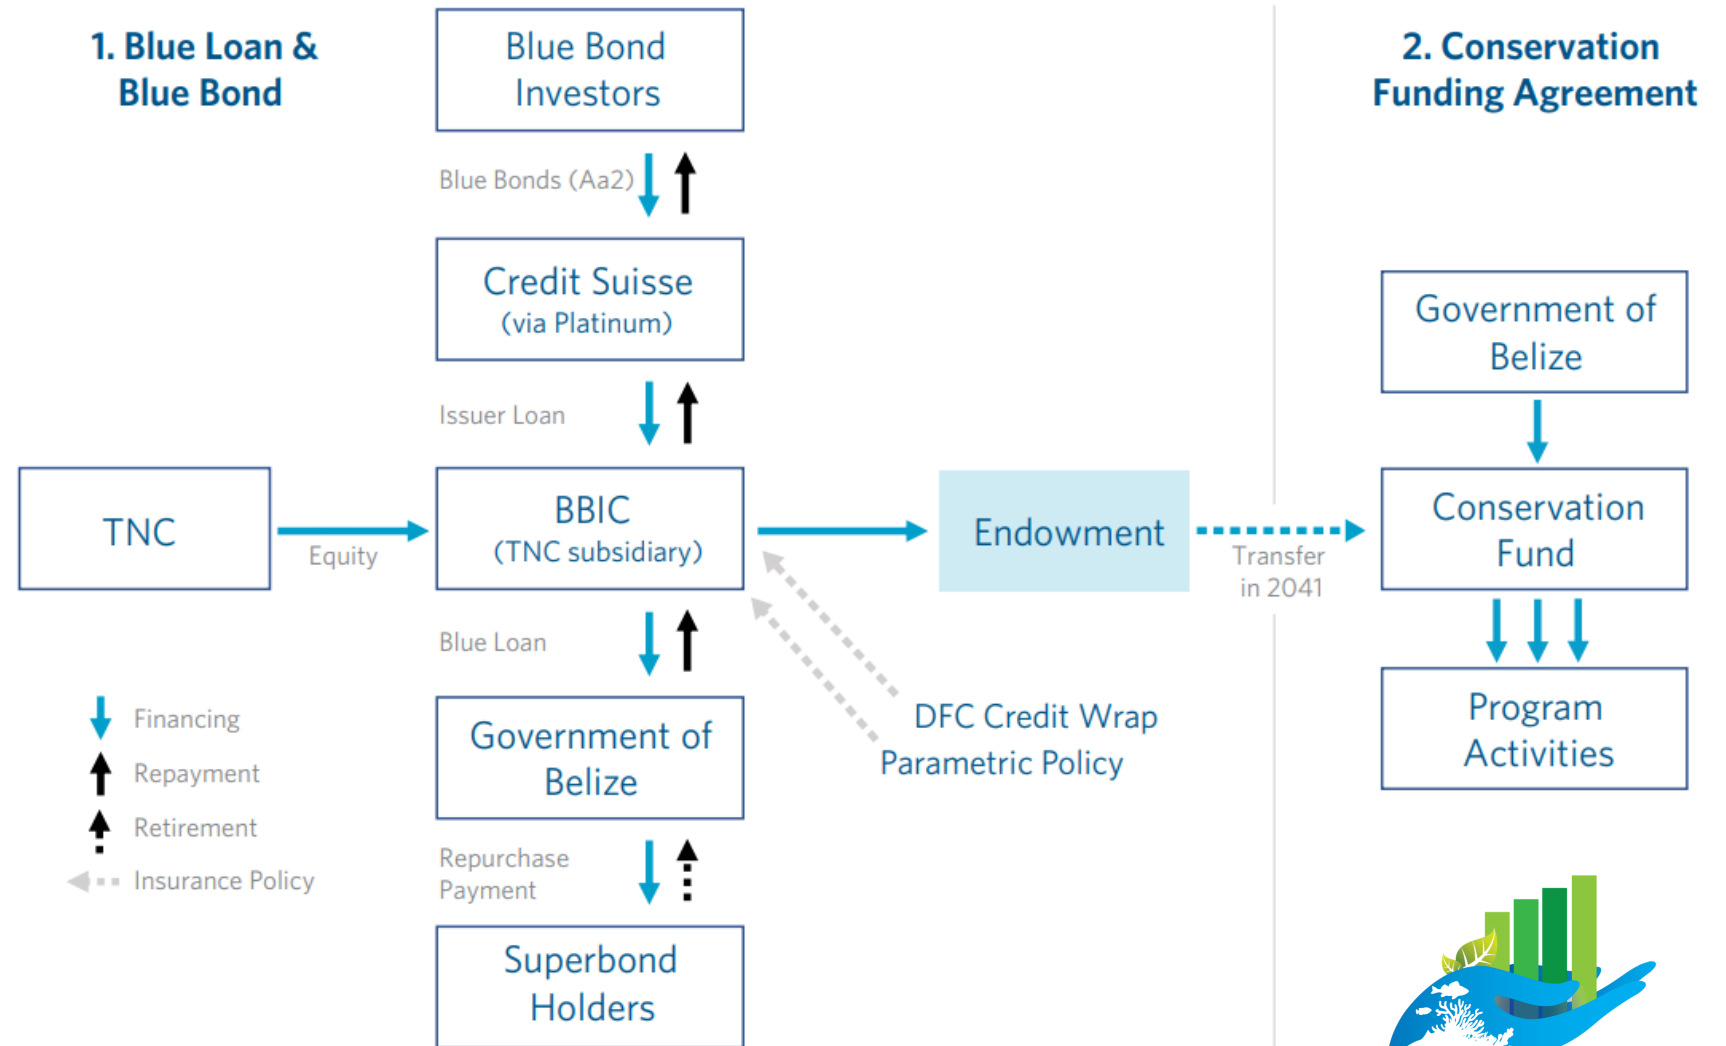 1. Blue Loan &
Blue Bond
Blue Bond
Investors
2. Conservation
Funding Agreement
Blue Bonds (Aa2)
Credit Suisse
(via Platinum)
Government of
Belize
Issuer Loan
TNC
Equity
BBIC
(TNC subsidiary)
Endowment
Transfer
in 2041
Conservation
Fund
Blue Loan
Financing
Repayment
Retirement
Insurance Policy
Government of
Belize
DFC Credit Wrap
Parametric Policy
Program
Activities
Repurchase
Payment
Superbond
Holders